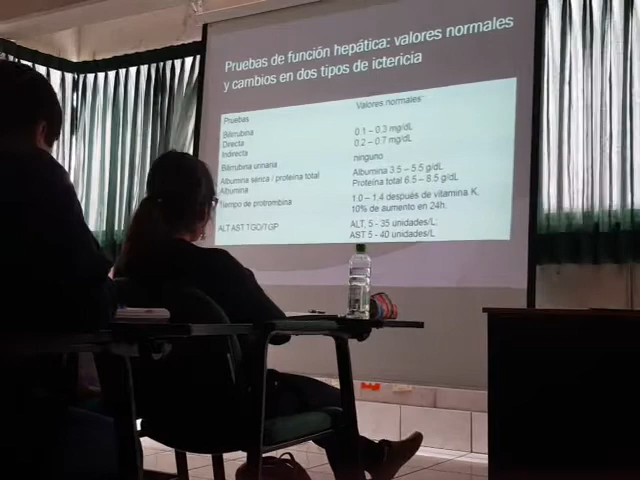 Pruebas de función hepática: valores normales
y cambios en dos tipos de ictericia
Pruebas Valores normales
Bilirrubina
Directa 0.1 – 0.3 mg/dL
Indirecta 0.2 – 0.7 mg/dL
Bilirrubina urinaria ninguno
Albumina sérica / proteina total Albumina 3.5 – 5.5 g/dL
Albumina Proteina total 6.5 – 8.5 g/dL
Tiempo de protrombina 1.0 – 1.4 después de vitamina K,
10% de aumento en 24h.
ALT AST TGO/TGP ALT, 5 - 35 unidades/L:
AST 5 - 40 unidades/L